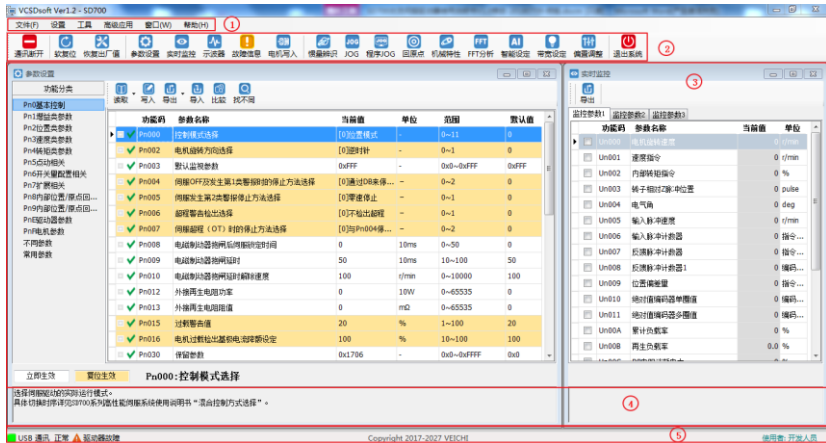 VCSDsoft Ver1.2 - SD700
文件(F) 设置 工具 高级应用 窗口(W) 帮助(H) ①
通讯断开 软复位 恢复出厂值 参数设置 实时监控 示波器 故障信息 电机写入 惯量辨识 JOG 程序JOG 回原点 机械特性 FFT分析 智能设定 带宽设定 偏置调整 退出系统 ②
参数设置
功能分类
Pn0基本控制
Pn1增益类参数
Pn2位置类参数
Pn3速度类参数
Pn4转矩类参数
Pn5点动相关
Pn6开关量配置相关
Pn7扩展相关
Pn8内部位置/原点回...
Pn9内部位置/原点回...
PnE驱动器参数
PnF电机参数
不同参数
常用参数
读取 写入 导出 导入 比较 找不同
功能码 参数名称 当前值 单位 范围 默认值
Pn000 控制模式选择 [0]位置模式 - 0~11 0
Pn002 电机旋转方向选择 [0]逆时针 - 0~1 0
Pn003 默认监视参数 0xFFF - 0x0~0xFFF 0xFFF
Pn004 伺服OFF及发生第1类警报时的停止方法选择 [0]通过DB来停... - 0~2 0
Pn005 伺服发生第2类警报停止方法选择 [0]零速停止 - 0~1 0
Pn006 超程警告检出选择 [0]不检出超程 - 0~1 0
Pn007 伺服超程（OT）时的停止方法选择 [0]与Pn004停... - 0~2 0
Pn008 电磁制动器抱闸后伺服锁定时间 0 10ms 0~50 0
Pn009 电磁制动器抱闸延时 50 10ms 10~100 50
Pn010 电磁制动器抱闸延时解除速度 100 r/min 0~10000 100
Pn012 外接再生电阻功率 0 10W 0~65535 0
Pn013 外接再生电阻阻值 0 mΩ 0~65535 0
Pn015 过载警告值 20 % 1~100 20
Pn016 电机过载检出基极电流降额设定 100 % 10~100 100
Pn030 保留参数 0x1706 - 0x0~0xFFFF 0x0
立即生效 复位生效 Pn000:控制模式选择
实时监控 ③
导出
监控参数1 监控参数2 监控参数3
功能码 参数名称 当前值 单位
Un000 电机旋转速度 0 r/min
Un001 速度指令 0 r/min
Un002 内部转矩指令 0 %
Un003 转子相对Z脉冲位置 0 pulse
Un004 电气角 0 deg
Un005 输入脉冲速度 0 r/min
Un006 输入脉冲计数器 0 指令...
Un007 反馈脉冲计数器 0 指令...
Un008 反馈脉冲计数器1 0 编码...
Un009 位置偏差量 0 指令...
Un010 绝对值编码器单圈值 0 编码...
Un011 绝对值编码器多圈值 0 编码...
Un00A 累计负载率 0 %
Un00B 再生负载率 0.0 %
选择伺服驱动的实际运行模式。
具体切换时序详见SD700系列高性能伺服系统使用说明书“混合控制方式选择”。
④
USB 通讯 正常 驱动器故障 Copyright 2017-2027 VEICHI ⑤ 使用者: 开发人员